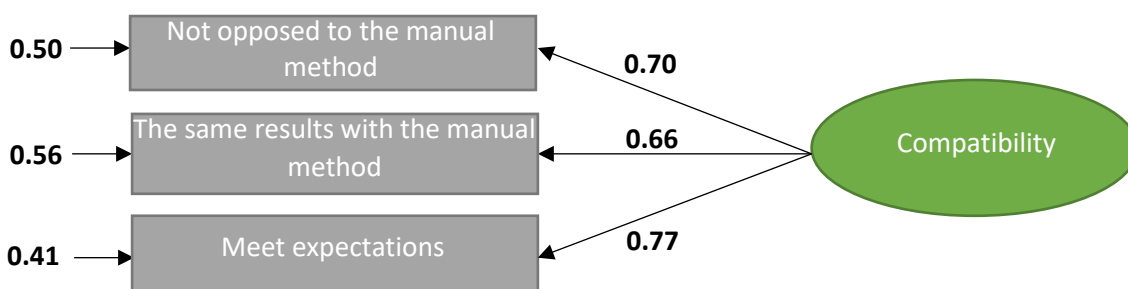 Not opposed to the manual
method
0.50
0.70
The same results with the manual
method
0.56
0.66
Compatibility
Meet expectations
0.41
0.77